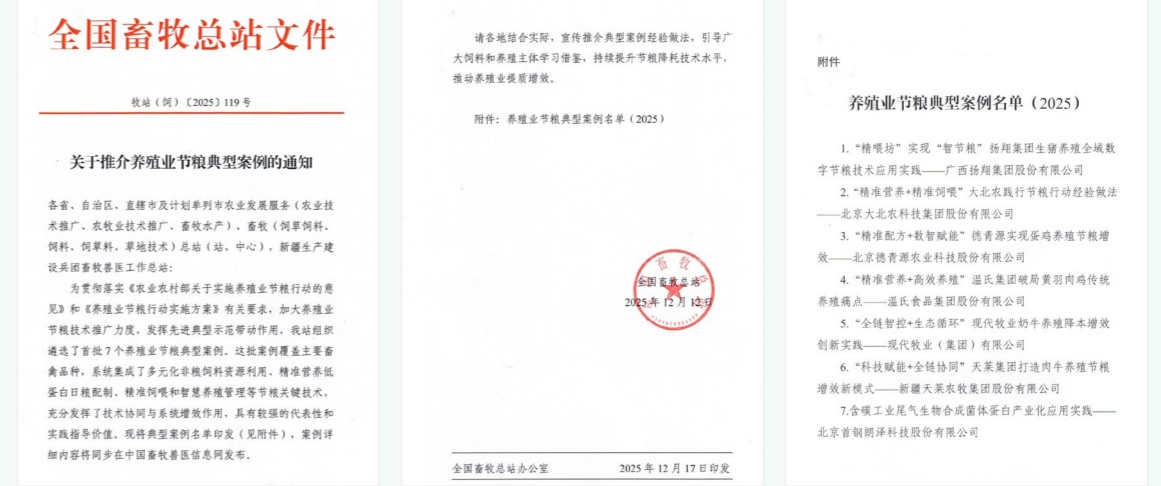 全国畜牧总站文件
牧站（饲）〔2025〕119号
关于推介养殖业节粮典型案例的通知
各省、自治区、直辖市及计划单列市农业发展服务（农业技
术推广、农牧业技术推广、畜牧水产）、畜牧（饲草饲料、
饲料、饲草料、草地技术）总站（站、中心），新疆生产建
设兵团畜牧兽医工作总站：
为贯彻落实《农业农村部关于实施养殖业节粮行动的意
见》和《养殖业节粮行动实施方案》有关要求，加大养殖业
节粮技术推广力度，发挥先进典型示范带动作用，我站组织
遴选了首批7个养殖业节粮典型案例。这批案例覆盖主要畜
禽品种，系统集成了多元化非粮饲料资源利用、精准营养低
蛋白日粮配制、精准饲喂和智慧养殖管理等节粮关键技术，
充分发挥了技术协同与系统增效作用，具有较强的代表性和
实践指导价值。现将典型案例名单印发（见附件），案例详
细内容将同步在中国畜牧兽医信息网发布。
请各地结合实际，宣传推介典型案例经验做法，引导广
大饲料和养殖主体学习借鉴，持续提升节粮降耗技术水平，
推动养殖业提质增效。
附件：养殖业节粮典型案例名单（2025）
全国畜牧总站
2025年12月12日
全国畜牧总站办公室 2025年12月17日印发
附件
养殖业节粮典型案例名单（2025）
1.“精喂坊”实现“智节粮”扬翔集团生猪养殖全域数
字节粮技术应用实践——广西扬翔集团股份有限公司
2.“精准营养+精准饲喂”大北农践行节粮行动经验做法
——北京大北农科技集团股份有限公司
3.“精准配方+数智赋能”德青源实现蛋鸡养殖节粮增
效——北京德青源农业科技股份有限公司
4.“精准营养+高效养殖”温氏集团破局黄羽肉鸡传统
养殖痛点——温氏食品集团股份有限公司
5.“全链智控+生态循环”现代牧业奶牛养殖降本增效
创新实践——现代牧业（集团）有限公司
6.“科技赋能+全链协同”天莱集团打造肉牛养殖节粮
增效新模式——新疆天莱农牧集团股份有限公司
7.含碳工业尾气生物合成菌体蛋白产业化应用实践——
北京首钢朗泽科技股份有限公司